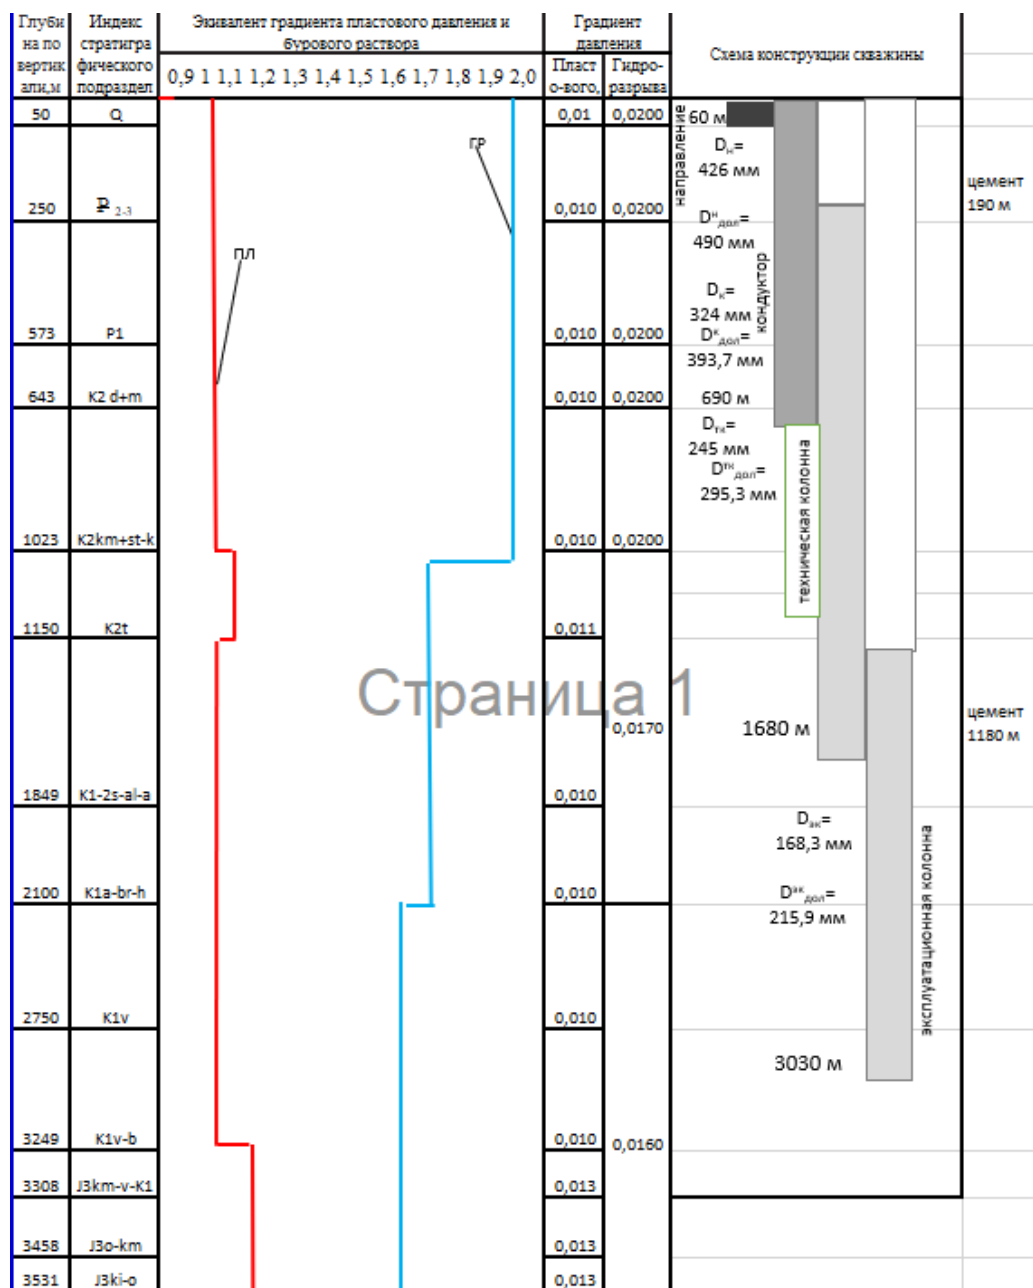 Глуби
на по
вертик
али,м
Индекс
стратигра
фического
подраздел
Эквивалент градиента пластового давления и
бурового раствора
0,9 1 1,1 1,2 1,3 1,4 1,5 1,6 1,7 1,8 1,9 2,0
Градиент
давления
Пласт
о-вого,
Гидро-
разрыва
Схема конструкции скважины
50 Q 0,01 0,0200
250 ₽ 2-3 0,010 0,0200
573 P1 0,010 0,0200
643 K2 d+m 0,010 0,0200
1023 K2km+st-k 0,010 0,0200
1150 K2t 0,011
0,0170
1849 K1-2s-al-a 0,010
2100 K1a-br-h 0,010
2750 K1v 0,010
3249 K1v-b 0,010 0,0160
3308 J3km-v-K1 0,013
3458 J3o-km 0,013
3531 J3ki-o 0,013
ГР
ПЛ
Страница 1
направление
60 м
Dн=
426 мм
Dндол=
490 мм
кондуктор
Dк=
324 мм
Dкдол=
393,7 мм
690 м
Dтк=
245 мм
Dткдол=
295,3 мм
техническая колонна
1680 м
Dэк=
168,3 мм
Dэкдол=
215,9 мм
эксплуатационная колонна
3030 м
цемент
190 м
цемент
1180 м